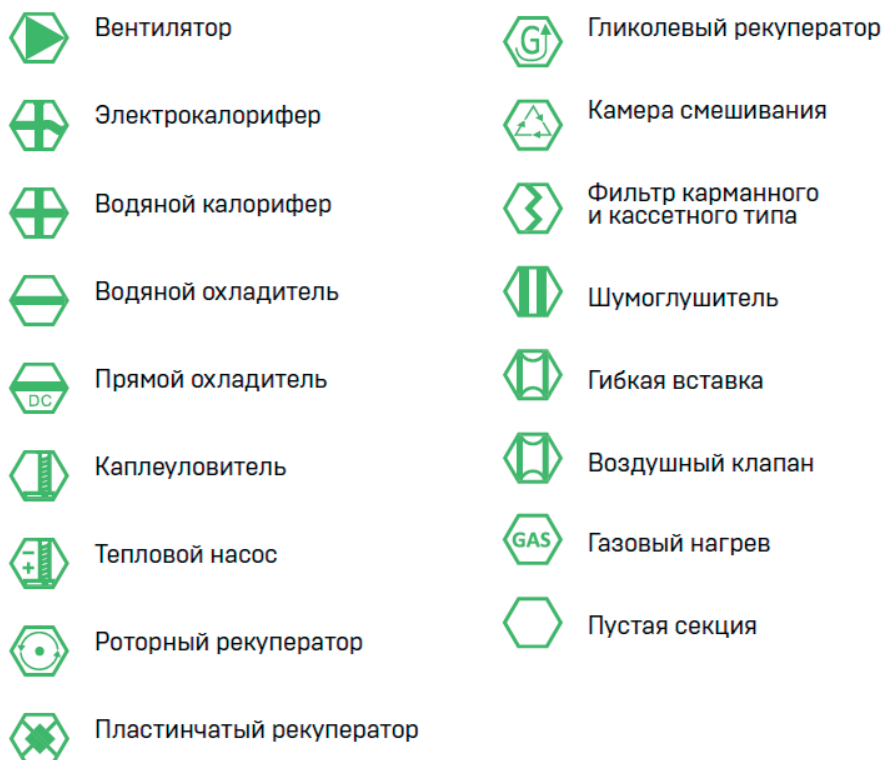 Вентилятор
Электрокалорифер
Водяной калорифер
Водяной охладитель
DC
Прямой охладитель
Каплеуловитель
Тепловой насос
Роторный рекуператор
Пластинчатый рекуператор
G
Гликолевый рекуператор
Камера смешивания
Фильтр карманного
и кассетного типа
Шумоглушитель
Гибкая вставка
Воздушный клапан
GAS
Газовый нагрев
Пустая секция